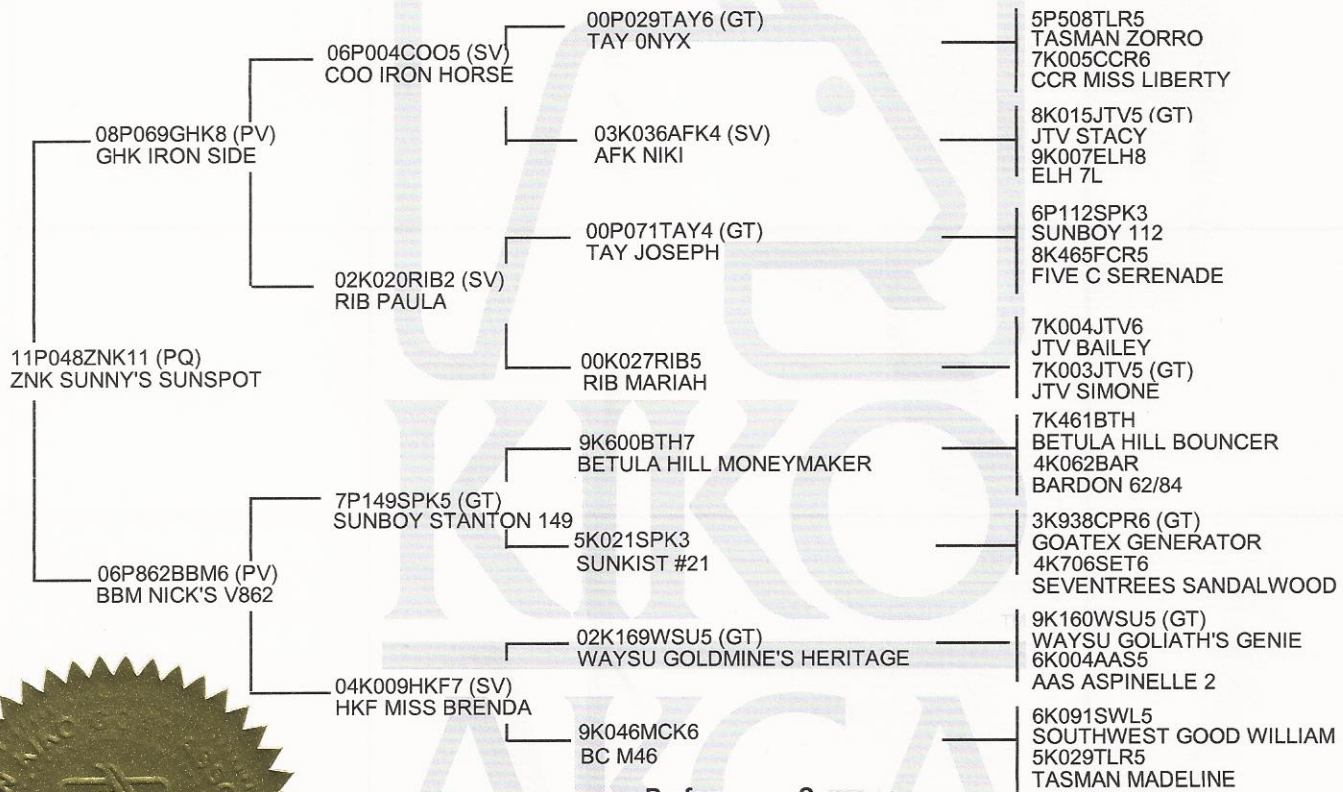 11P048ZNK11 (PQ)
ZNK SUNNY'S SUNSPOT
08P069GHK8 (PV)
GHK IRON SIDE
06P862BBM6 (PV)
BBM NICK'S V862
06P004COO5 (SV)
COO IRON HORSE
02K020RIB2 (SV)
RIB PAULA
7P149SPK5 (GT)
SUNBOY STANTON 149
04K009HKF7 (SV)
HKF MISS BRENDA
00P029TAY6 (GT)
TAY 0NYX
03K036AFK4 (SV)
AFK NIKI
00P071TAY4 (GT)
TAY JOSEPH
00K027RIB5
RIB MARIAH
9K600BTH7
BETULA HILL MONEYMAKER
5K021SPK3
SUNKIST #21
02K169WSU5 (GT)
WAYSU GOLDMINE'S HERITAGE
9K046MCK6
BC M46
5P508TLR5
TASMAN ZORRO
7K005CCR6
CCR MISS LIBERTY
8K015JTV5 (GT)
JTV STACY
9K007ELH8
ELH 7L
6P112SPK3
SUNBOY 112
8K465FCR5
FIVE C SERENADE
7K004JTV6
JTV BAILEY
7K003JTV5 (GT)
JTV SIMONE
7K461BTH
BETULA HILL BOUNCER
4K062BAR
BARDON 62/84
3K938CPR6 (GT)
GOATEX GENERATOR
4K706SET6
SEVENTREES SANDALWOOD
9K160WSU5 (GT)
WAYSU GOLIATH'S GENIE
6K004AAS5
AAS ASPINELLE 2
6K091SWL5
SOUTHWEST GOOD WILLIAM
5K029TLR5
TASMAN MADELINE
KIKO
TM
AKGA